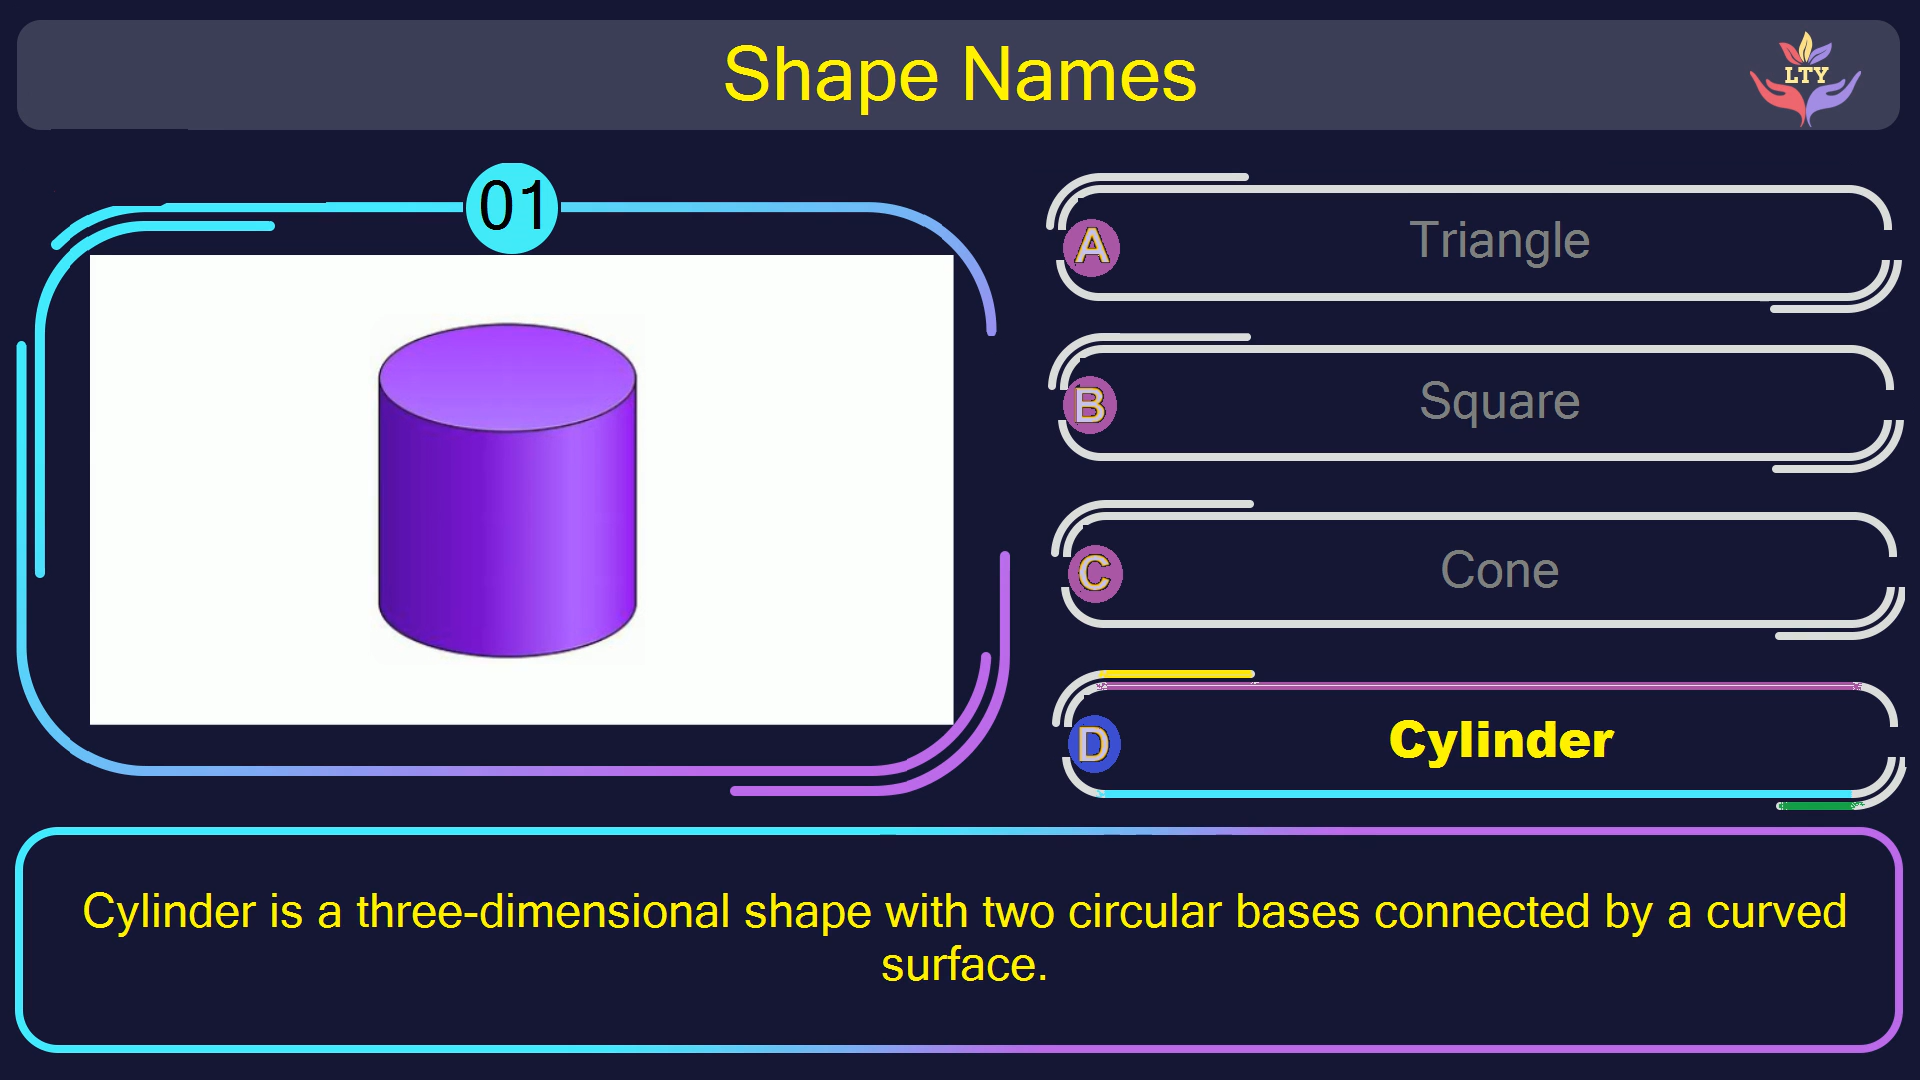 Shape Names
LTY
01
A
Triangle
B
Square
C
Cone
D
Cylinder
Cylinder is a three-dimensional shape with two circular bases connected by a curved
surface.